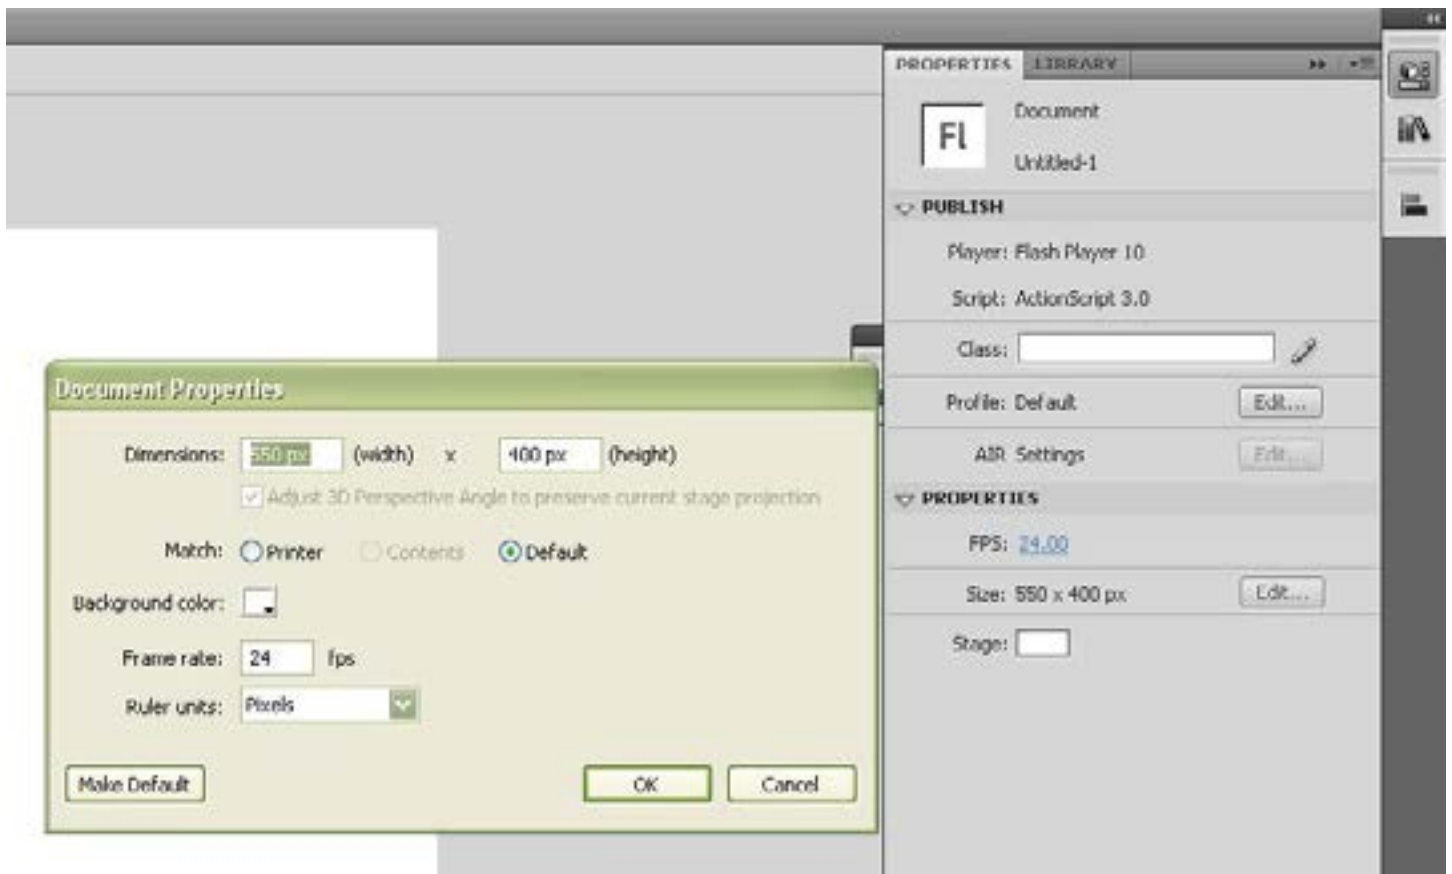 PROPERTIES LIBRARY
Fl
Document
Untitled-1
PUBLISH
Player: Flash Player 10
Script: ActionScript 3.0
Class:
Profile: Default Edit...
AIR Settings Edit...
PROPERTIES
FPS: 24.00
Size: 550 x 400 px Edit...
Stage:
Document Properties
Dimensions: 550 px (width) x 400 px (height)
Adjust 3D Perspective Angle to preserve current stage projection
Match: Printer Contents Default
Background color:
Frame rate: 24 fps
Ruler units: Pixels
Make Default OK Cancel